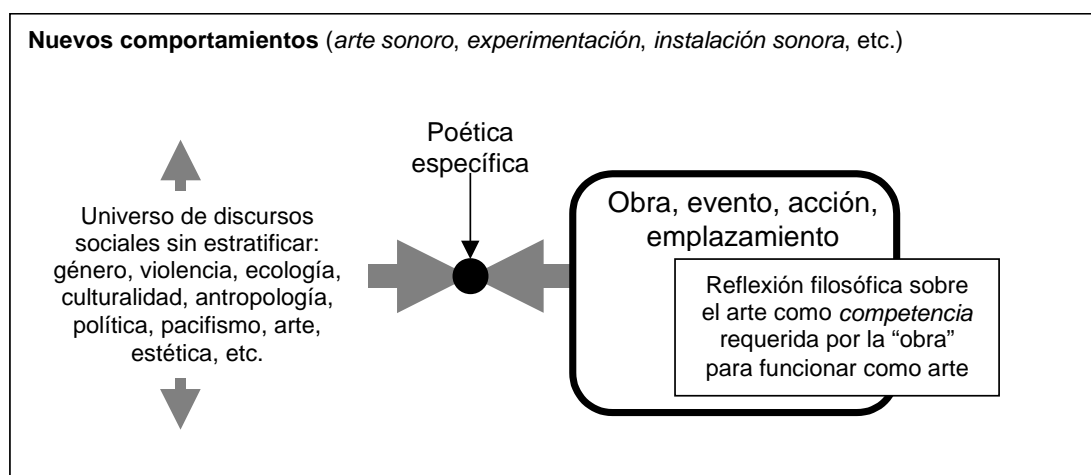 Nuevos comportamientos (arte sonoro, experimentación, instalación sonora, etc.)
Poética
específica
Universo de discursos
sociales sin estratificar:
género, violencia, ecología,
culturalidad, antropología,
política, pacifismo, arte,
estética, etc.
Obra, evento, acción,
emplazamiento
Reflexión filosófica sobre
el arte como competencia
requerida por la “obra”
para funcionar como arte